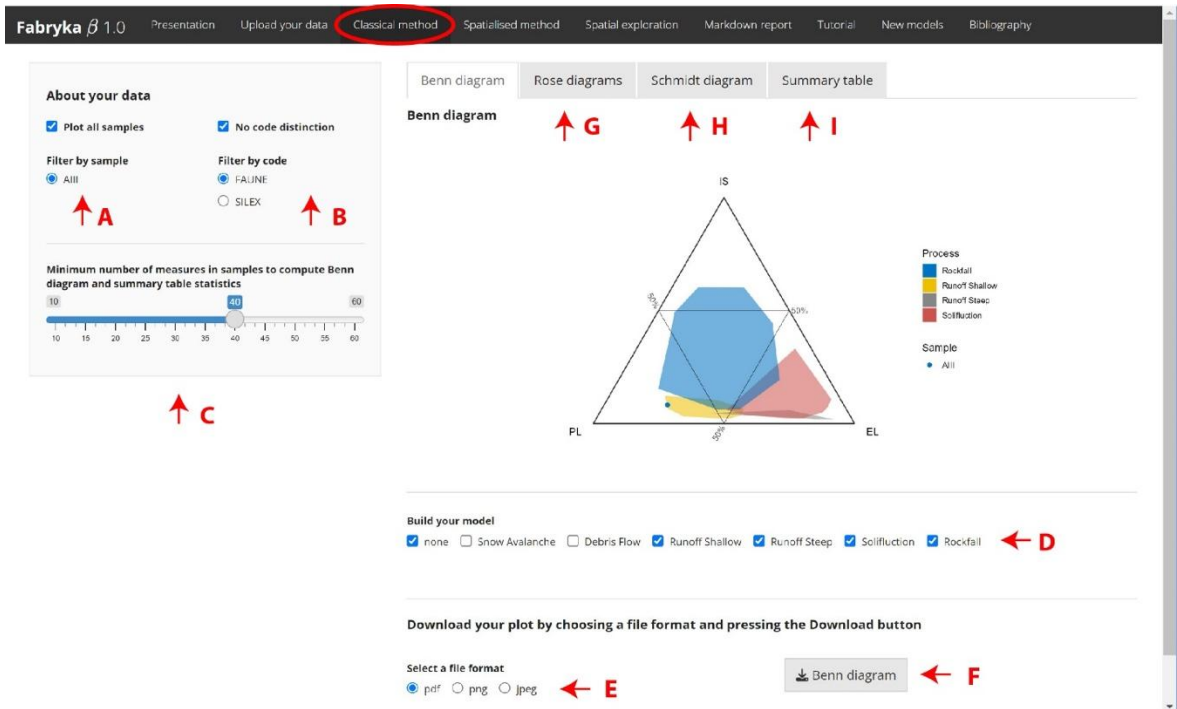 Fabryka β 1.0 Presentation Upload your data Classical method Spatialised method Spatial exploration Markdown report Tutorial New models Bibliography
About your data
Plot all samples No code distinction
Filter by sample Filter by code
AIII FAUNE
SILEX
A B
Minimum number of measures in samples to compute Benn
diagram and summary table statistics
10 40 60
10 15 20 25 30 35 40 45 50 55 60
C
Benn diagram Rose diagrams Schmidt diagram Summary table
Benn diagram
G H I
IS
50% 50%
PL EL
50%
Process
Rockfall
Runoff Shallow
Runoff Steep
Solifluction
Sample
AIII
Build your model
none Snow Avalanche Debris Flow Runoff Shallow Runoff Steep Solifluction Rockfall
D
Download your plot by choosing a file format and pressing the Download button
Select a file format
pdf png jpeg
E
Benn diagram
F